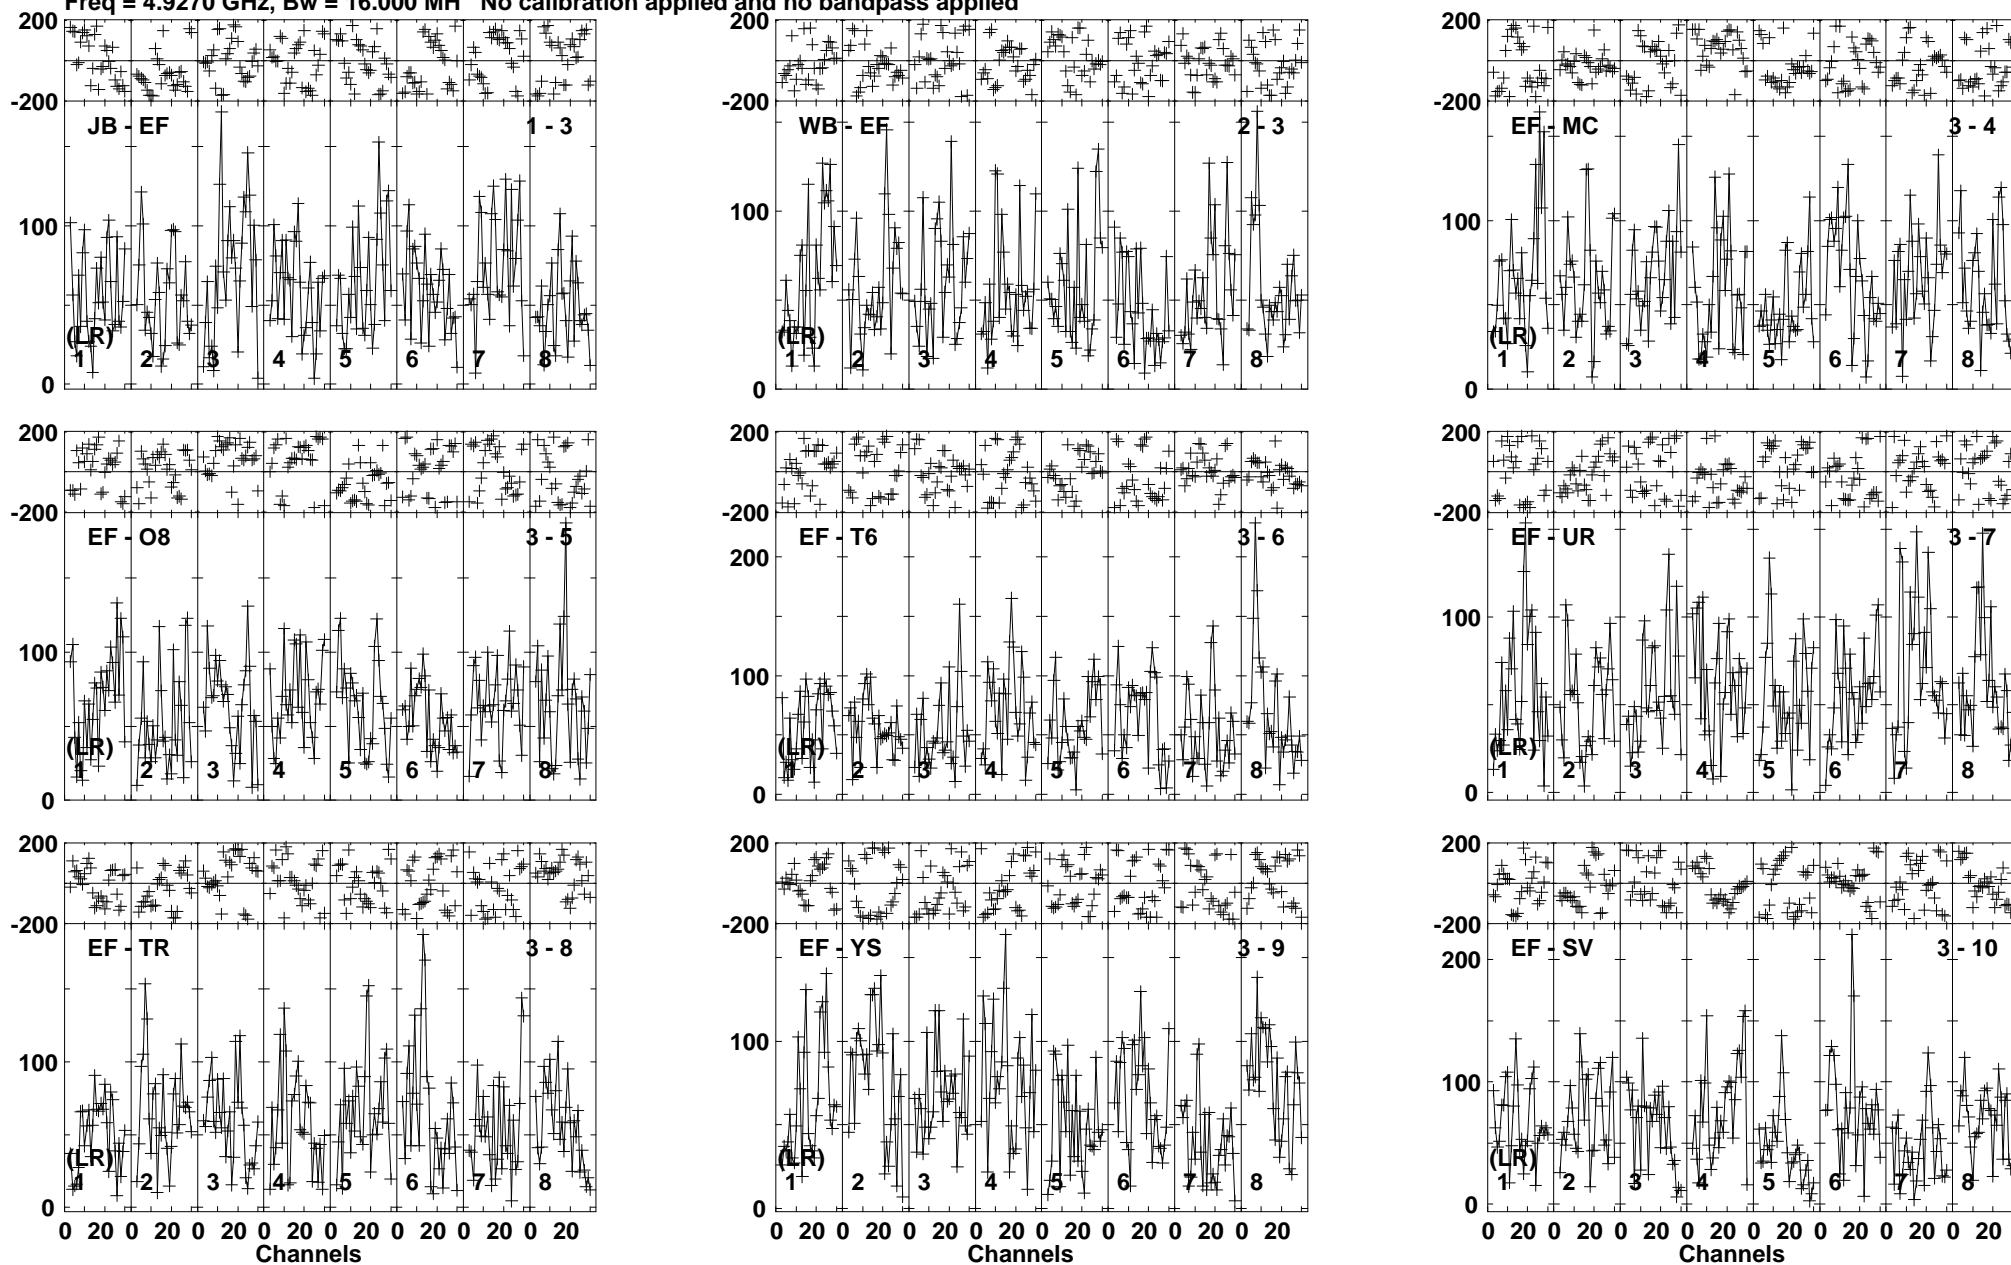 Freq = 4.9270 GHz, Bw = 16.000 MH No calibration applied and no bandpass applied
200 200 200
-200 -200 -200
JB - EF 1 - 3 WB - EF 2 - 3 EF - MC 3 - 4
100 100 100
(LR) (LR) (LR)
1 2 3 4 5 6 7 8 1 2 3 4 5 6 7 8 1 2 3 4 5 6 7 8
0 0 0
200 200 200
-200 -200 -200
EF - O8 3 - 5 EF - T6 3 - 6 EF - UR 3 - 7
200
100 100 100
(LR) (LR) (LR)
1 2 3 4 5 6 7 8 1 2 3 4 5 6 7 8 1 2 3 4 5 6 7 8
0 0 0
200 200 200
-200 -200 -200
EF - TR 3 - 8 EF - YS 3 - 9 EF - SV 3 - 10
200
100 100 100
(LR) (LR) (LR)
1 2 3 4 5 6 7 8 1 2 3 4 5 6 7 8 1 2 3 4 5 6 7 8
0 0 0
0 20 0 20 0 20 0 20 0 20 0 20 0 20 0 20 0 20 0 20 0 20 0 20 0 20 0 20 0 20 0 20 0 20 0 20 0 20 0 20 0 20 0 20 0 20 0 20
Channels Channels Channels